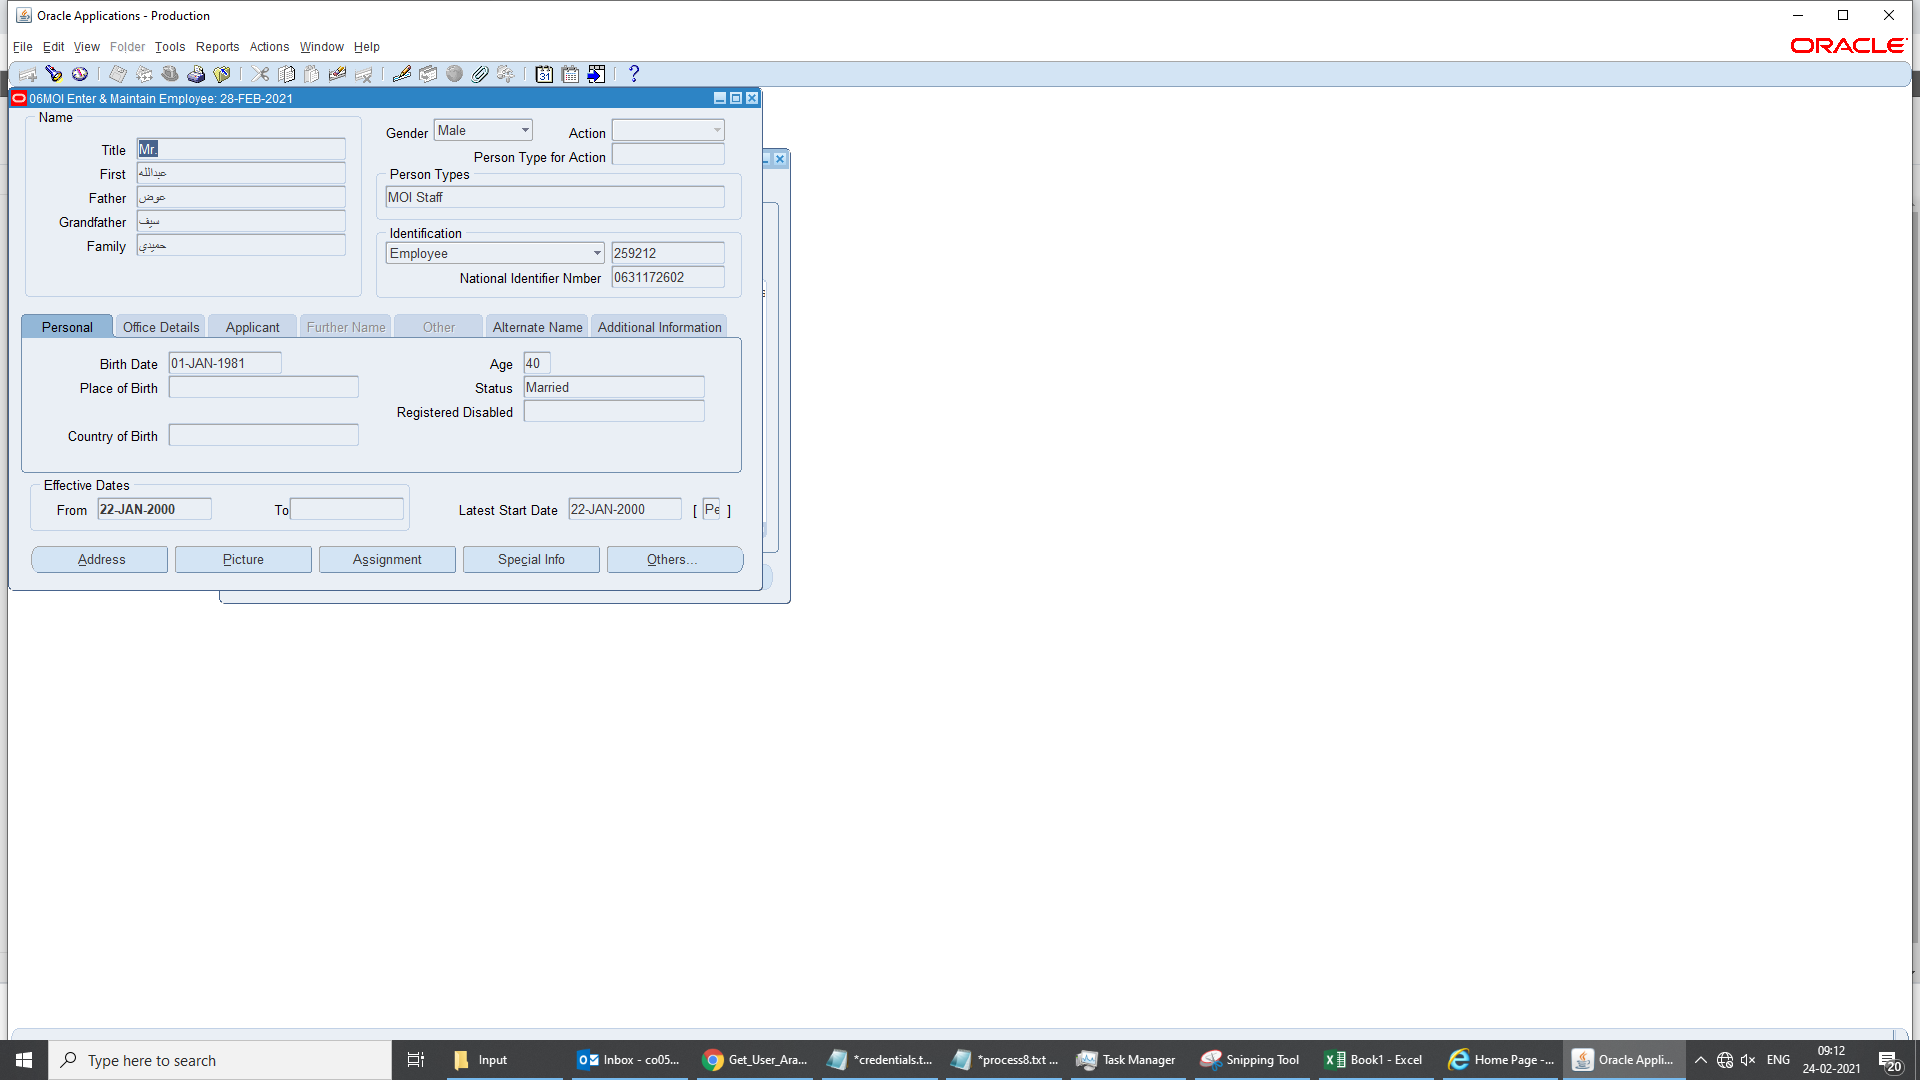 Oracle Applications - Production
File Edit View Folder Tools Reports Actions Window Help
ORACLE
31
?
06MOI Enter & Maintain Employee: 28-FEB-2021
Name
Title Mr.
First عبدالله
Father عوض
Grandfather سيف
Family حميدي
Gender Male Action
Person Type for Action
Person Types
MOI Staff
Identification
Employee 259212
National Identifier Nmber 0631172602
Personal Office Details Applicant Further Name Other Alternate Name Additional Information
Birth Date 01-JAN-1981 Age 40
Place of Birth Status Married
Registered Disabled
Country of Birth
Effective Dates
From 22-JAN-2000 To Latest Start Date 22-JAN-2000 [ Pe ]
Address Picture Assignment Special Info Others...
Type here to search Input Inbox - co05... Get_User_Ara... *credentials.t... *process8.txt ... Task Manager Snipping Tool Book1 - Excel Home Page -... Oracle Appli... ENG 09:12
24-02-2021 20